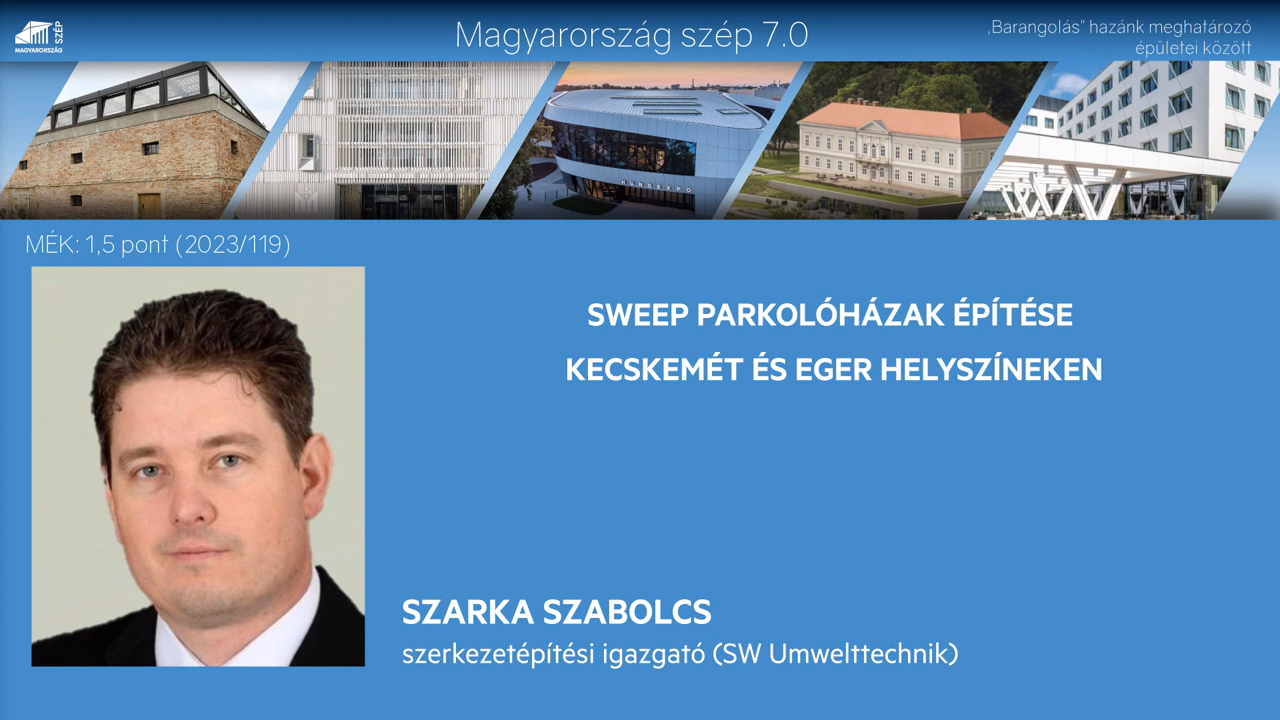 MAGYARORSZÁG
SZÉP
Magyarország szép 7.0
„Barangolás” hazánk meghatározó
épületei között
HUNGEXPO
MÉK: 1,5 pont (2023/119)
SWEEP PARKOLÓHÁZAK ÉPÍTÉSE
KECSKEMÉT ÉS EGER HELYSZÍNEKEN
SZARKA SZABOLCS
szerkezetépítési igazgató (SW Umwelttechnik)